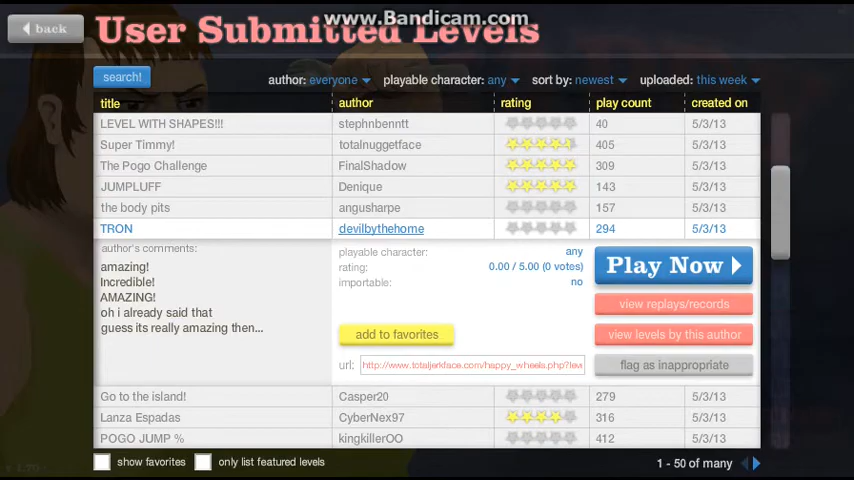 www.Bandicam.com
back
User Submitted Levels
search!
author: everyone playable character: any sort by: newest uploaded: this week
title author rating play count created on
LEVEL WITH SHAPES!!! stephnbenntt 40 5/3/13
Super Timmy! totalnuggetface 405 5/3/13
The Pogo Challenge FinalShadow 309 5/3/13
JUMPLUFF Denique 143 5/3/13
the body pits angusharpe 157 5/3/13
TRON devilbythehome 294 5/3/13
author's comments:
amazing!
Incredible!
AMAZING!
oh i already said that
guess its really amazing then...
playable character: any
rating: 0.00 / 5.00 (0 votes)
importable: no
add to favorites
url: http://www.totaljerkface.com/happy_wheels.php?lev
Play Now
view replays/records
view levels by this author
flag as inappropriate
Go to the island! Casper20 279 5/3/13
Lanza Espadas CyberNex97 316 5/3/13
POGO JUMP % kingkillerOO 412 5/3/13
show favorites only list featured levels 1 - 50 of many